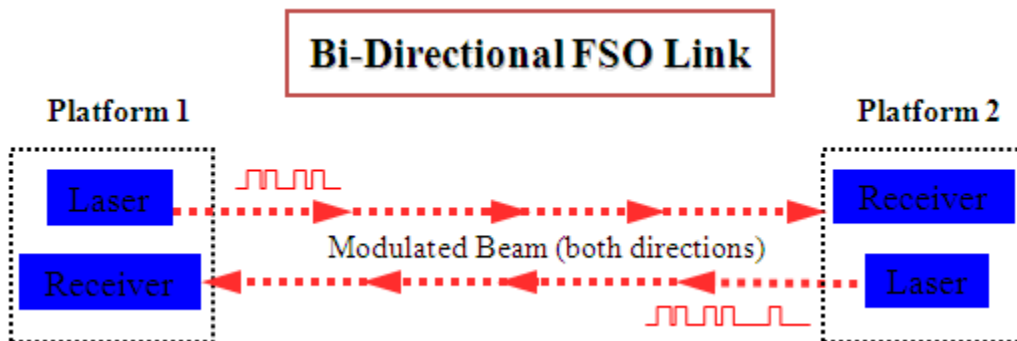 Bi-Directional FSO Link
Platform 1
Platform 2
Laser
Receiver
Modulated Beam (both directions)
Receiver
Laser